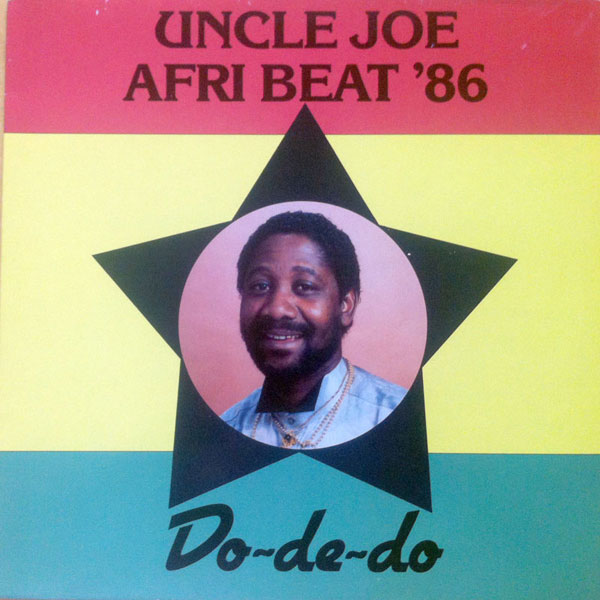 UNCLE JOE
AFRI BEAT '86
Do-de-do